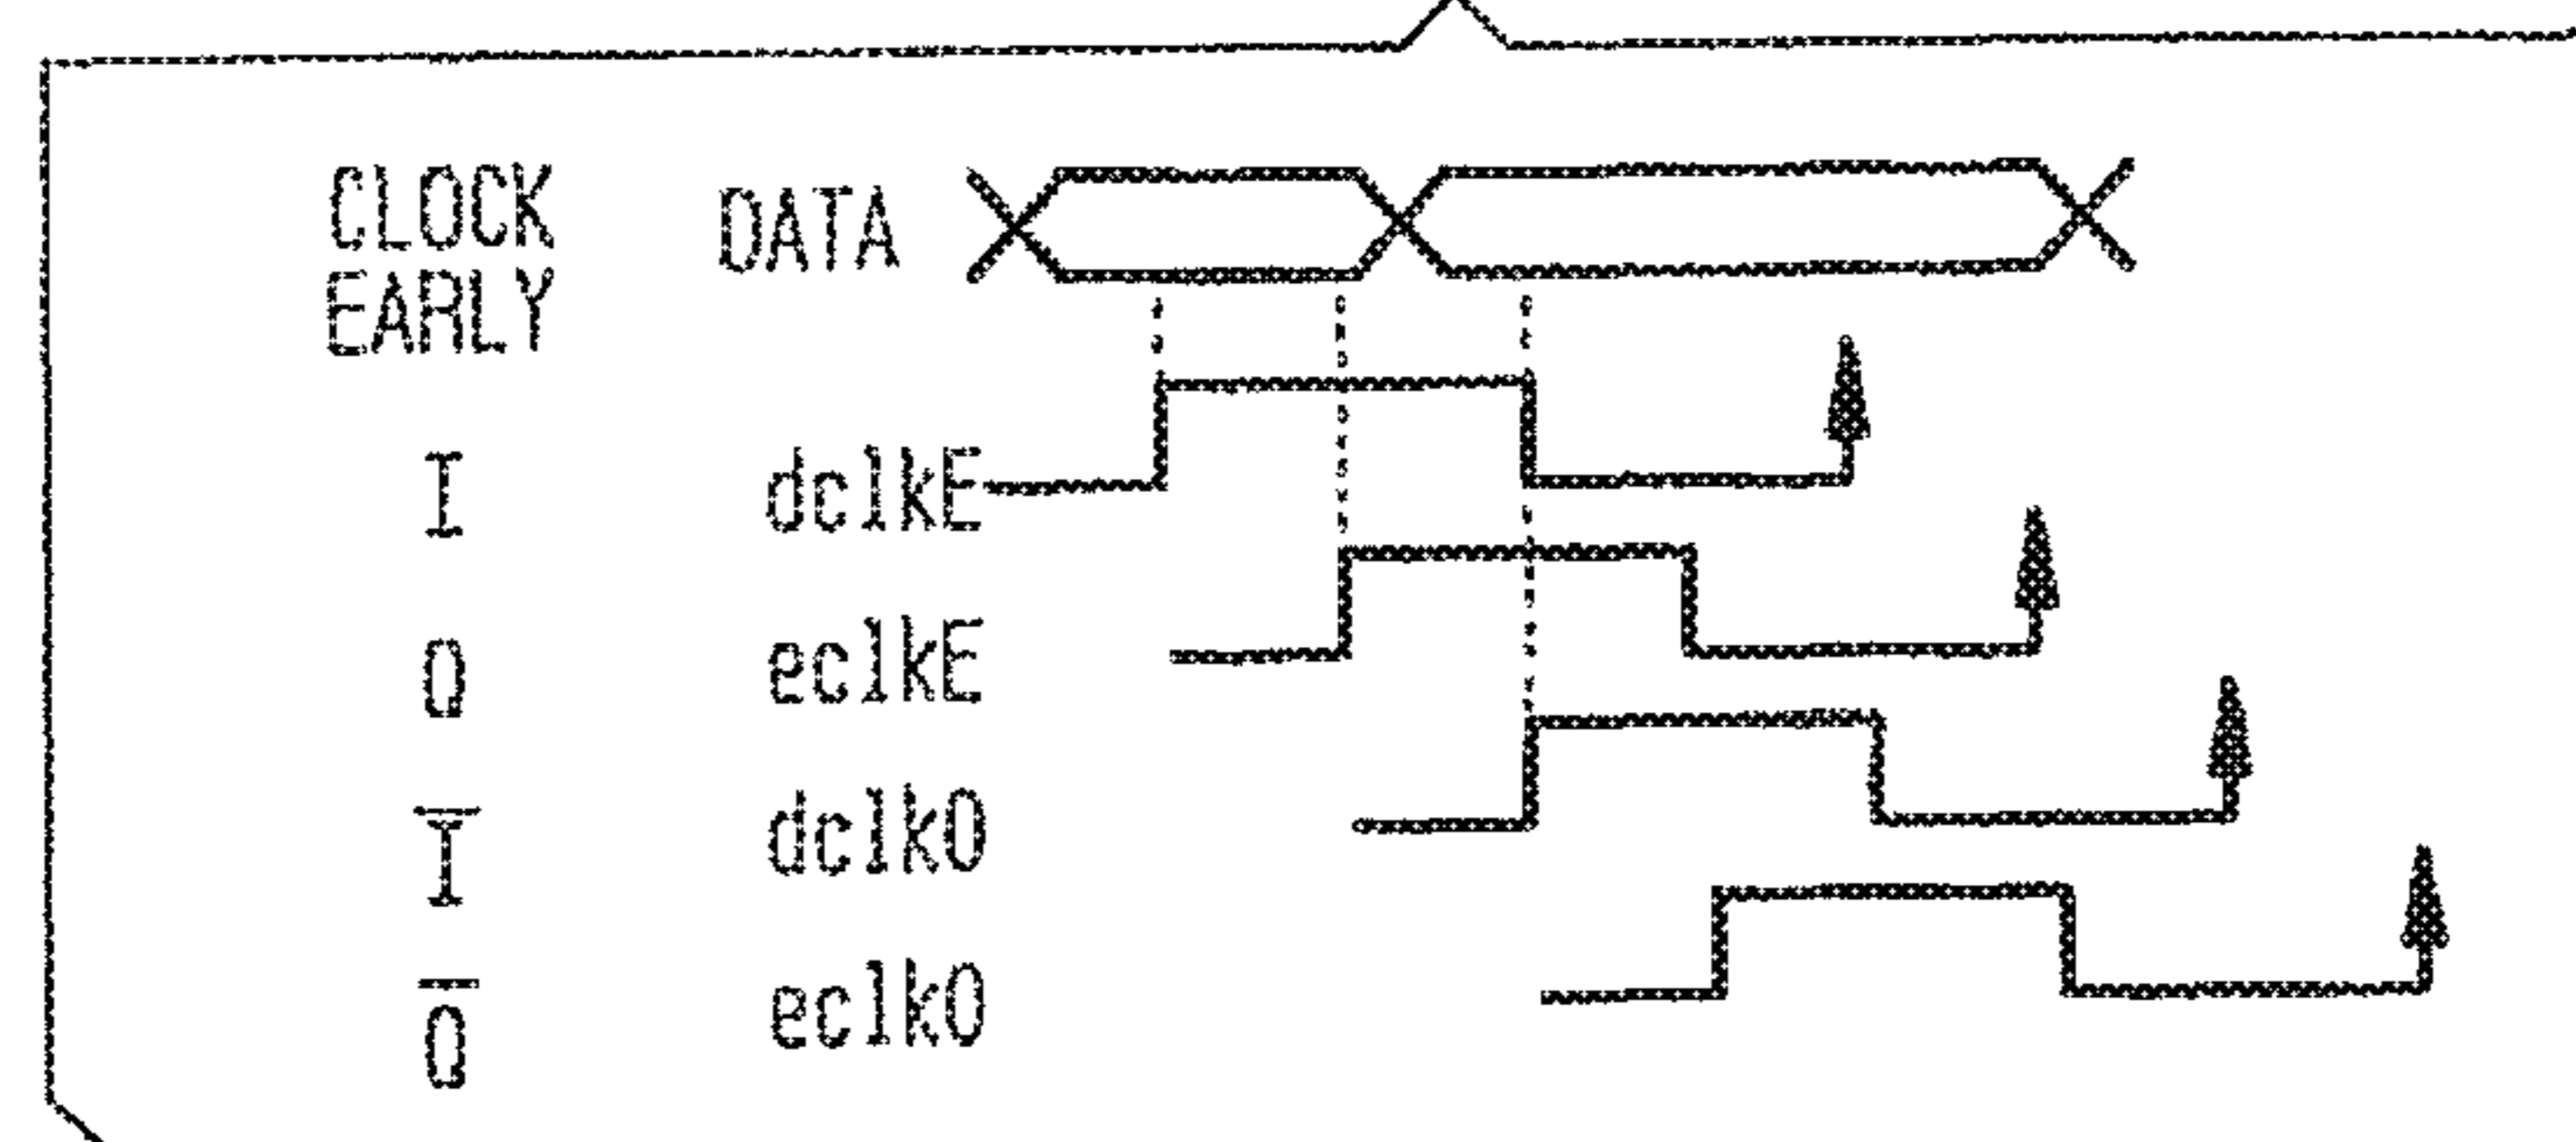 CLOCK
EARLY
DATA
I dclkE
Q eclkE
I̅ dclkO
Q̅ eclkO